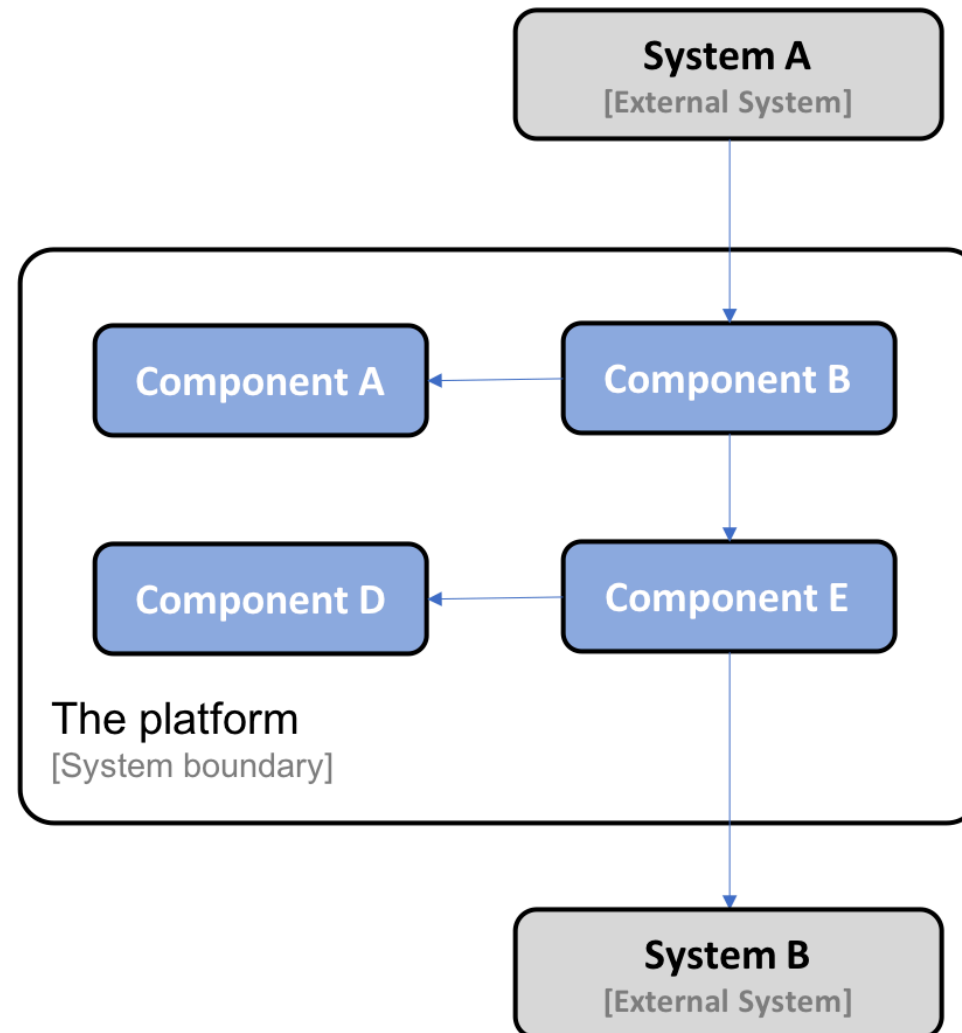 System A
[External System]
Component A
Component B
Component D
Component E
The platform
[System boundary]
System B
[External System]